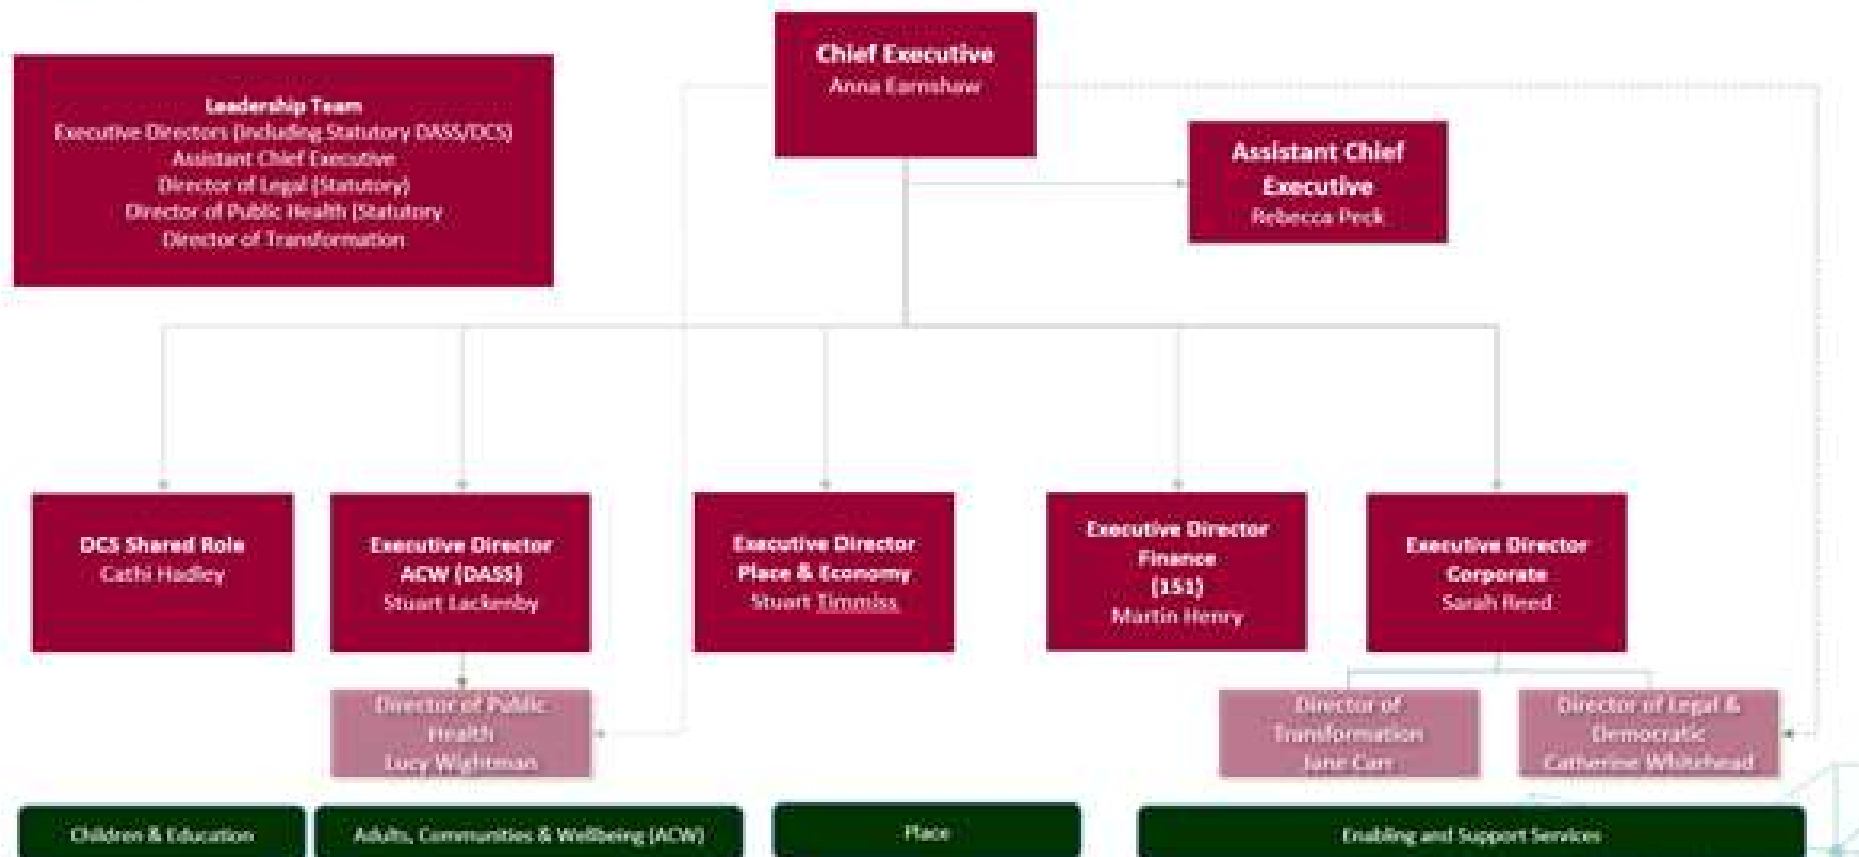 Chief Executive
Anna Earnshaw
Leadership Team
Executive Directors (Including Statutory DASS/DCS)
Assistant Chief Executive
Director of Legal (Statutory)
Director of Public Health (Statutory
Director of Transformation
Assistant Chief
Executive
Rebecca Peck
DCS Shared Role
Cathi Hadley
Executive Director
ACW (DASS)
Stuart Lackenby
Executive Director
Place & Economy
Stuart Timmiss
Executive Director
Finance
(151)
Martin Henry
Executive Director
Corporate
Sarah Reed
Director of Public
Health
Lucy Wightman
Director of
Transformation
Jane Carr
Director of Legal &
Democratic
Catherine Whitehead
Children & Education
Adults, Communities & Wellbeing (ACW)
Place
Enabling and Support Services